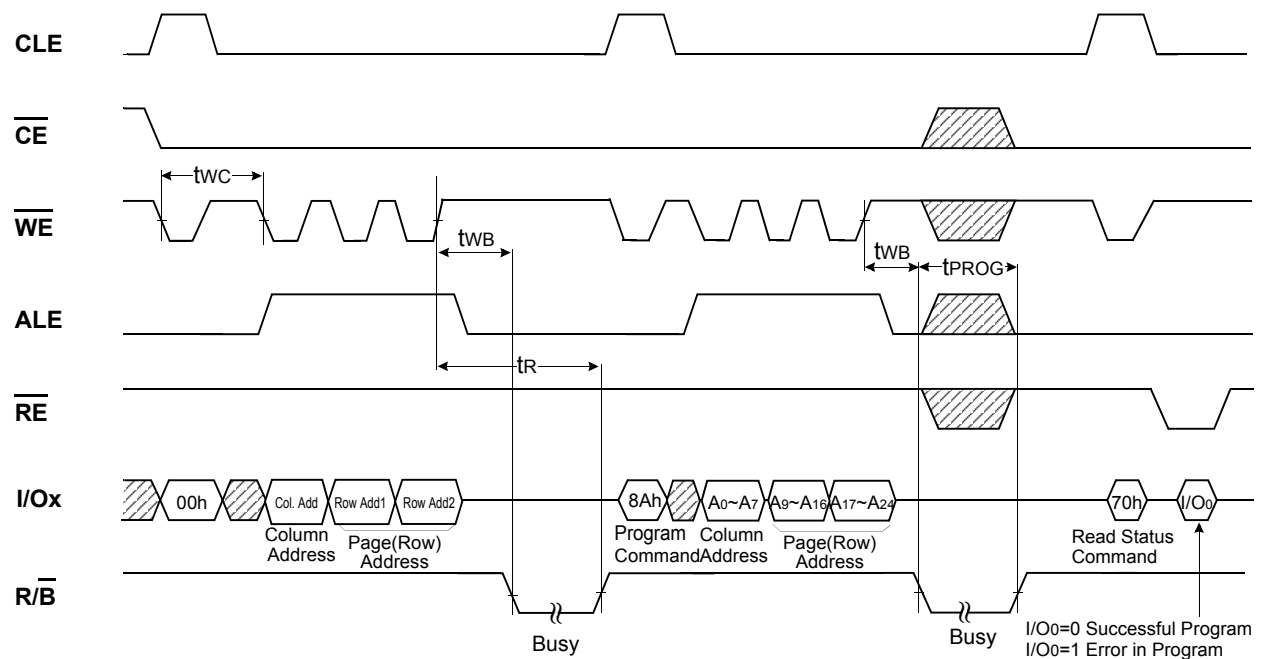 CLE
CE
tWC
WE
tWB
tWB
tPROG
ALE
tR
RE
I/Ox
00h
Col. Add
Row Add1
Row Add2
8Ah
A0~A7
A9~A16
A17~A24
70h
I/O0
Column
Address
Page(Row)
Address
Program
Command
Column
Address
Page(Row)
Address
Read Status
Command
R/B
Busy
Busy
I/O0=0 Successful Program
I/O0=1 Error in Program